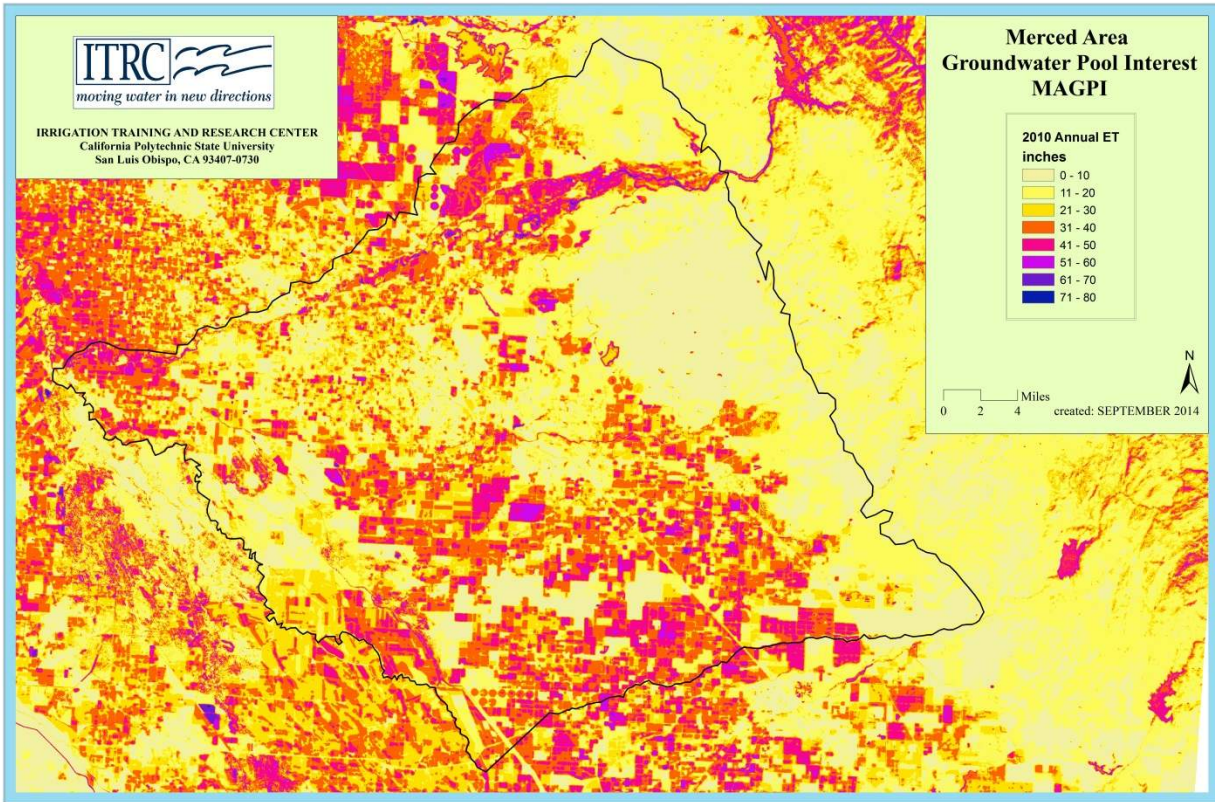 ITRC
moving water in new directions
IRRIGATION TRAINING AND RESEARCH CENTER
California Polytechnic State University
San Luis Obispo, CA 93407-0730
Merced Area
Groundwater Pool Interest
MAGPI
2010 Annual ET
inches
0 - 10
11 - 20
21 - 30
31 - 40
41 - 50
51 - 60
61 - 70
71 - 80
N
Miles
0 2 4
created: SEPTEMBER 2014